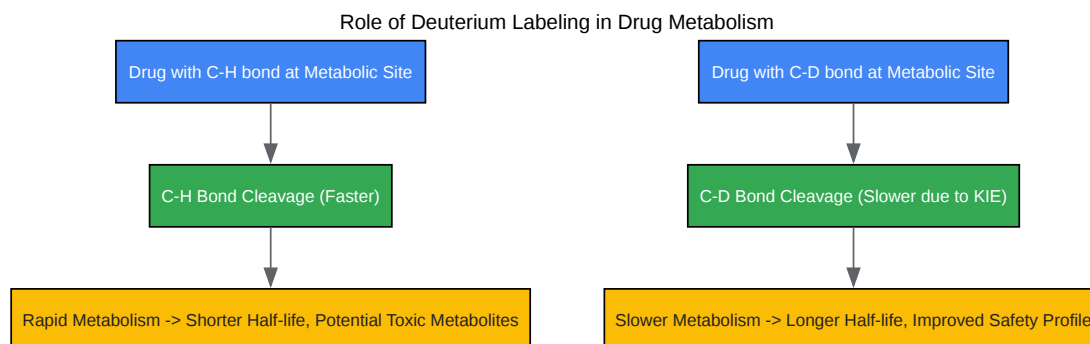 Role of Deuterium Labeling in Drug Metabolism
Drug with C-H bond at Metabolic Site
Drug with C-D bond at Metabolic Site
C-H Bond Cleavage (Faster)
C-D Bond Cleavage (Slower due to KIE)
Rapid Metabolism -> Shorter Half-life, Potential Toxic Metabolites
Slower Metabolism -> Longer Half-life, Improved Safety Profile